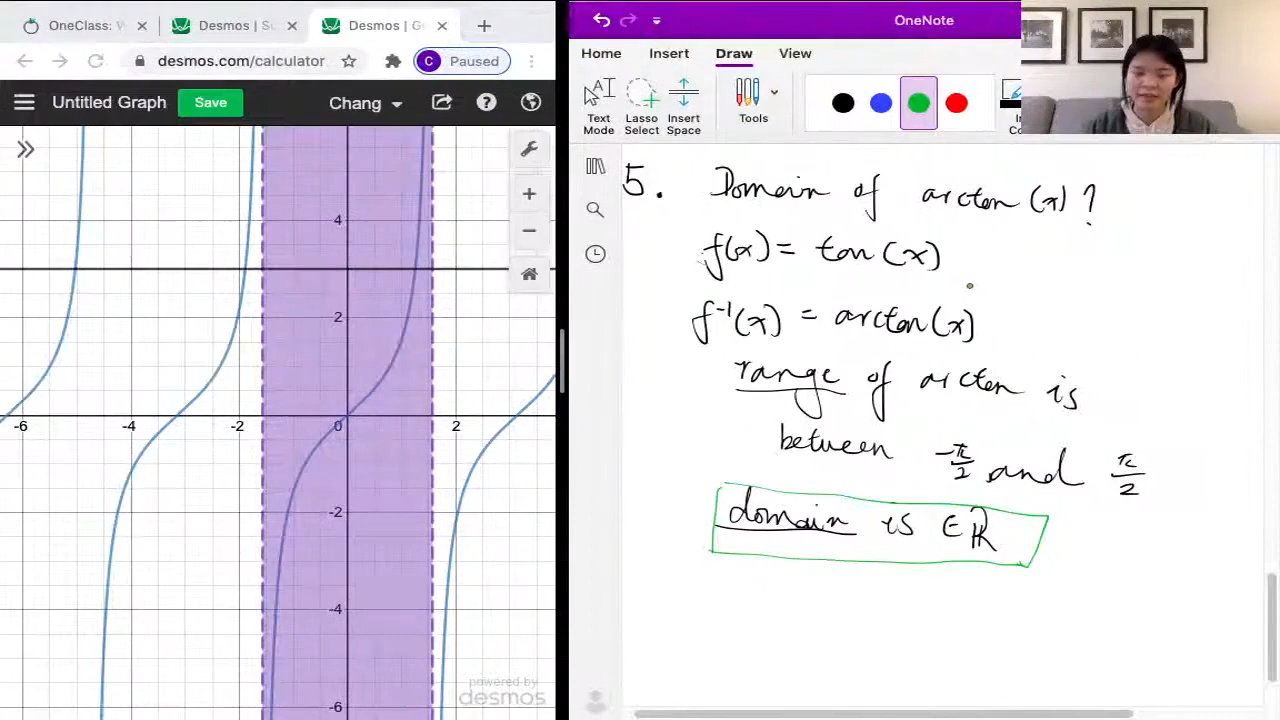 OneClass: W
Desmos | Su
Desmos | G
desmos.com/calculator
C Paused
Untitled Graph
Save
Chang
4
2
-6
-4
-2
0
2
-2
-4
-6
powered by
desmos
OneNote
Home Insert Draw View
Text Mode
Lasso Select
Insert Space
Tools
5. Domain of arctan(x)?
f(x) = tan(x)
f⁻¹(x) = arctan(x)
range of arctan is
between -π/2 and π/2
domain is ∈ ℝ